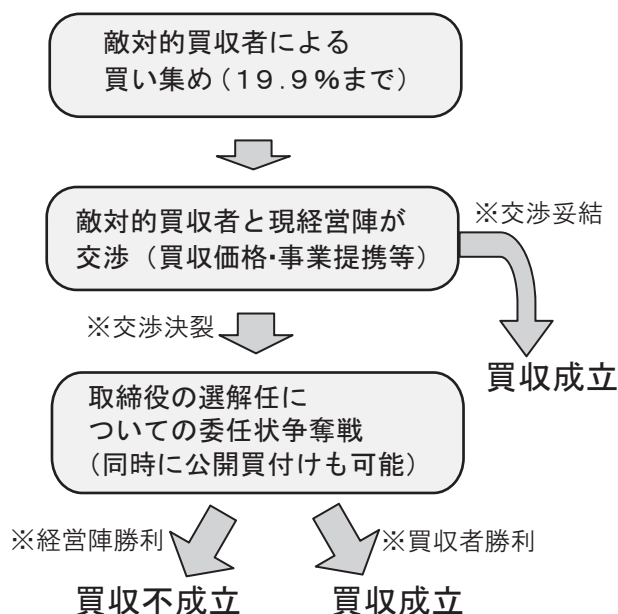 敵対的買収者による
買い集め（１９.９％まで）
敵対的買収者と現経営陣が
交渉（買収価格･事業提携等）
※交渉妥結
※交渉決裂
買収成立
取締役の選解任に
ついての委任状争奪戦
（同時に公開買付けも可能）
※経営陣勝利
※買収者勝利
買収不成立
買収成立